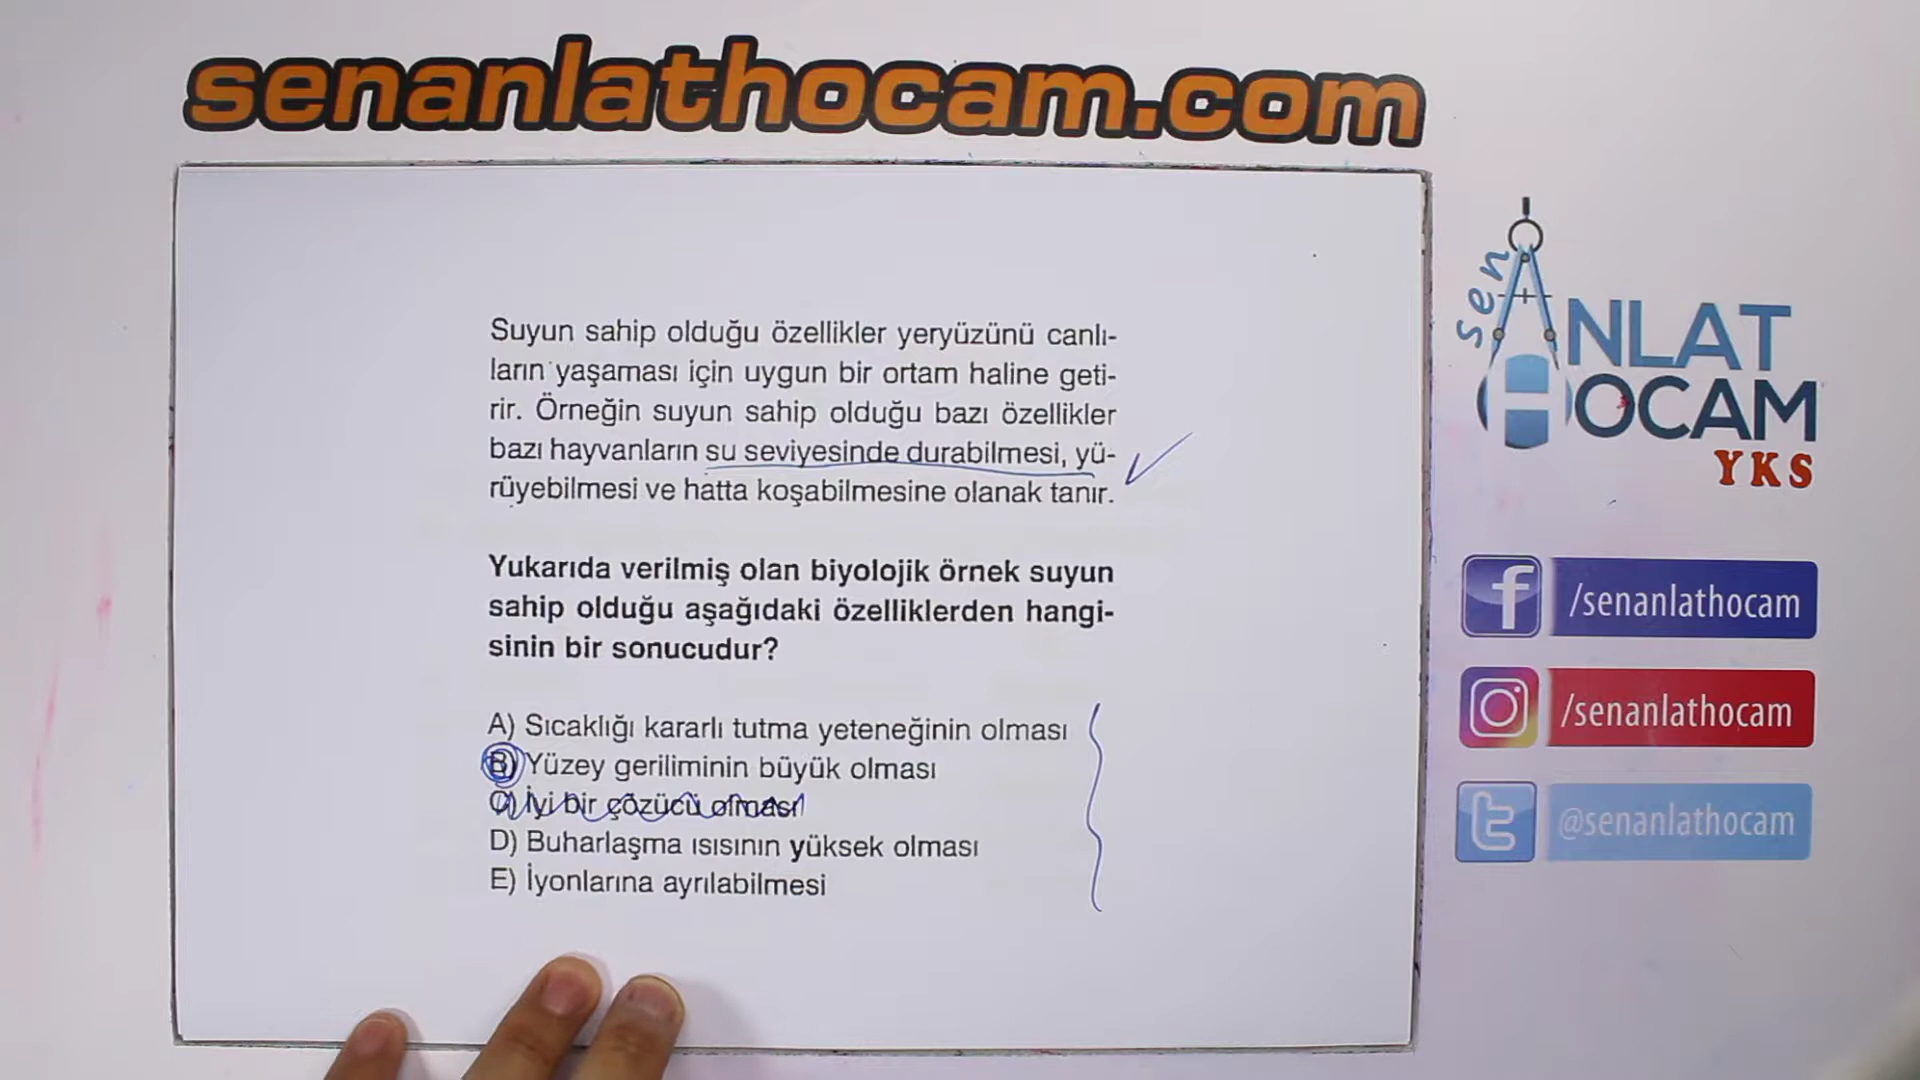 senanlathocam.com
Suyun sahip olduğu özellikler yeryüzünü canlı-
ların yaşaması için uygun bir ortam haline geti-
rir. Örneğin suyun sahip olduğu bazı özellikler
bazı hayvanların su seviyesinde durabilmesi, yü-
rüyebilmesi ve hatta koşabilmesine olanak tanır.
Yukarıda verilmiş olan biyolojik örnek suyun
sahip olduğu aşağıdaki özelliklerden hangi-
sinin bir sonucudur?
A) Sıcaklığı kararlı tutma yeteneğinin olması
B) Yüzey geriliminin büyük olması
C) İyi bir çözücü olması
D) Buharlaşma ısısının yüksek olması
E) İyonlarına ayrılabilmesi
sen
ANLAT
HOCAM
YKS
/senanlathocam
/senanlathocam
@senanlathocam